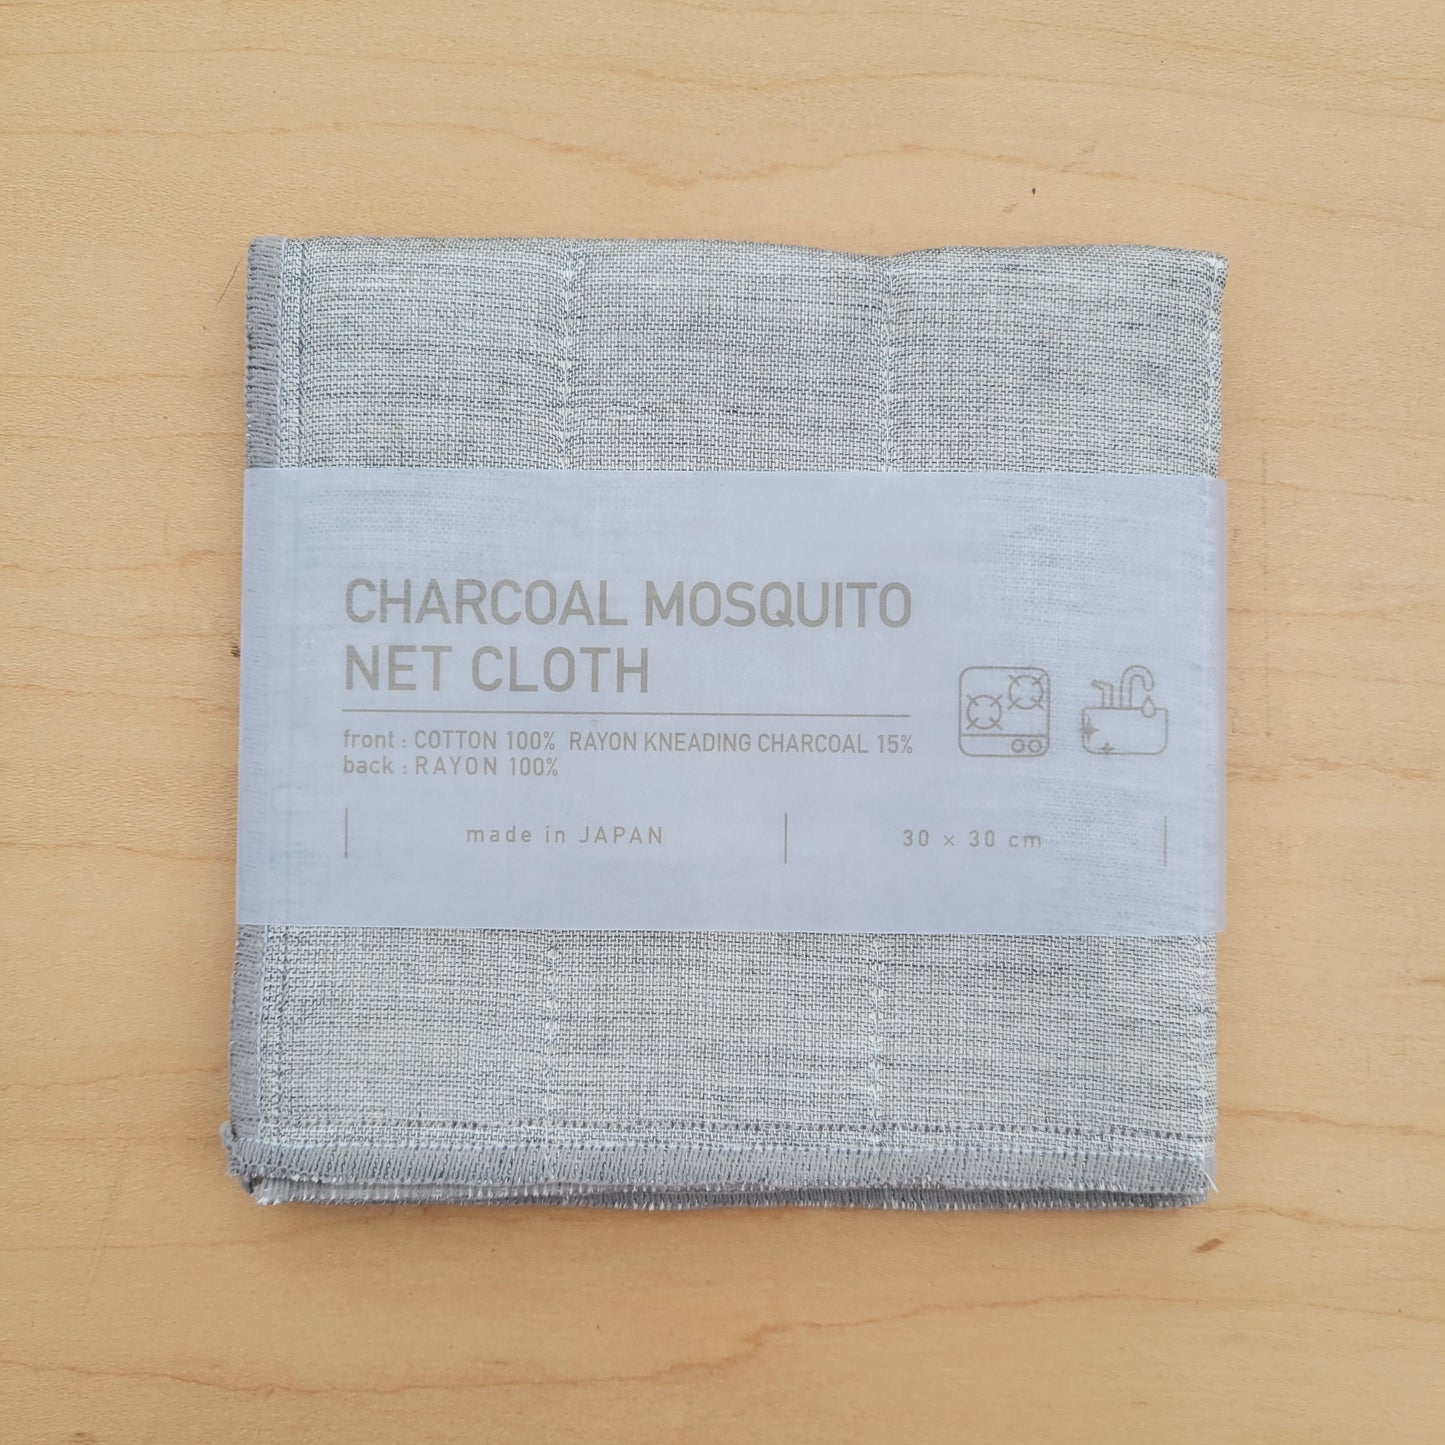 CHARCOAL MOSQUITO
NET CLOTH
front : COTTON 100% RAYON KNEADING CHARCOAL 15%
back : RAYON 100%
made in JAPAN
30 × 30 cm